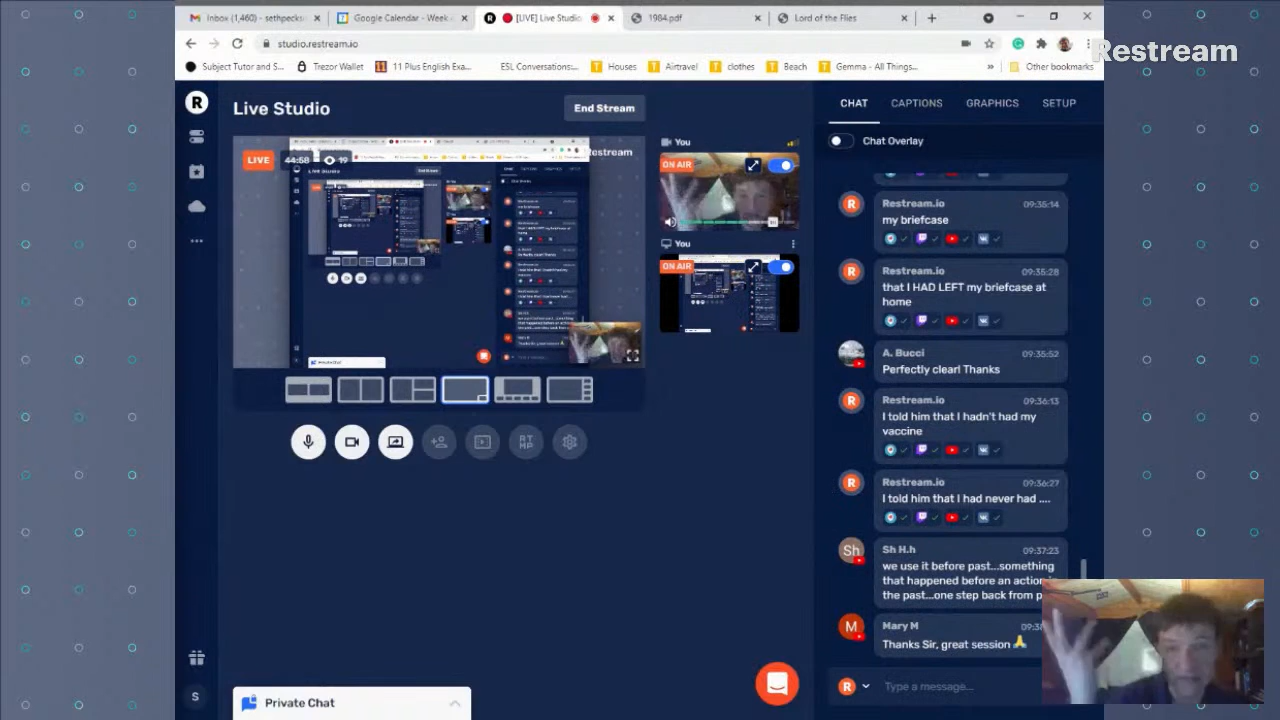 Inbox (1,460) - sethpecks
Google Calendar - Week
[LIVE] Live Studio
1984.pdf
Lord of the Flies
studio.restream.io
Restream
Subject Tutor and S...
Trezor Wallet
11 Plus English Exa...
ESL Conversations:...
Houses
Airtravel
clothes
Beach
Gemma - All Things...
»
Other bookmarks
R
Live Studio
End Stream
LIVE
44:58
19
Restream
You
ON AIR
You
ON AIR
RT
MP
CHAT
CAPTIONS
GRAPHICS
SETUP
Chat Overlay
Restream.io 09:35:14
my briefcase
Restream.io 09:35:28
that I HAD LEFT my briefcase at
home
A. Bucci 09:35:52
Perfectly clear! Thanks
Restream.io 09:36:13
I told him that I hadn't had my
vaccine
Restream.io 09:36:27
I told him that I had never had ....
Sh
Sh H.h 09:37:23
we use it before past...something
that happened before an action
the past...one step back from
M
Mary M
Thanks Sir, great session 🙏
Type a message...
S
Private Chat